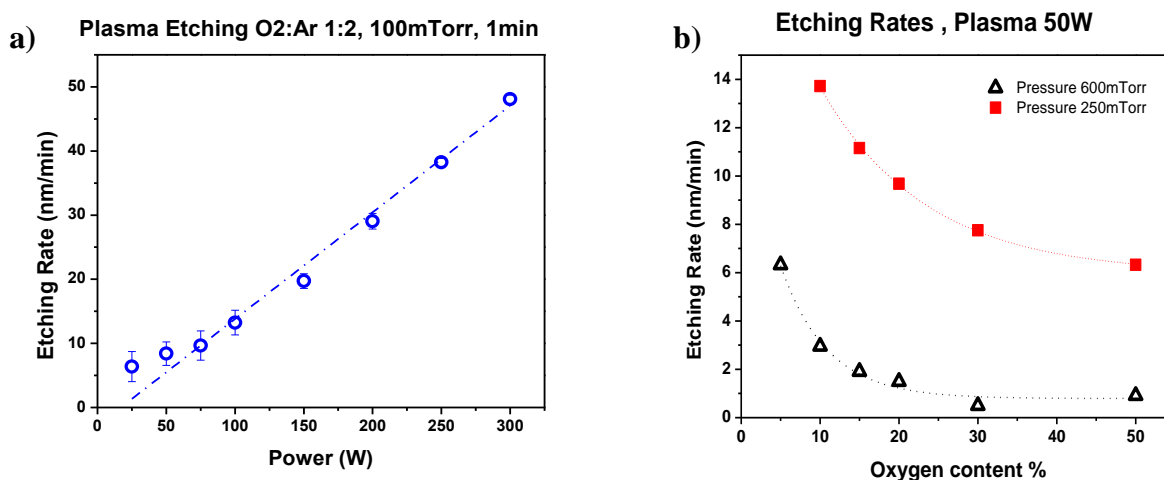 a)
Plasma Etching O2:Ar 1:2, 100mTorr, 1min
Etching Rate (nm/min)
50
40
30
20
10
0
0 50 100 150 200 250 300
Power (W)
b)
Etching Rates , Plasma 50W
Etching Rate (nm/min)
14
12
10
8
6
4
2
0
Pressure 600mTorr
Pressure 250mTorr
0 10 20 30 40 50
Oxygen content %